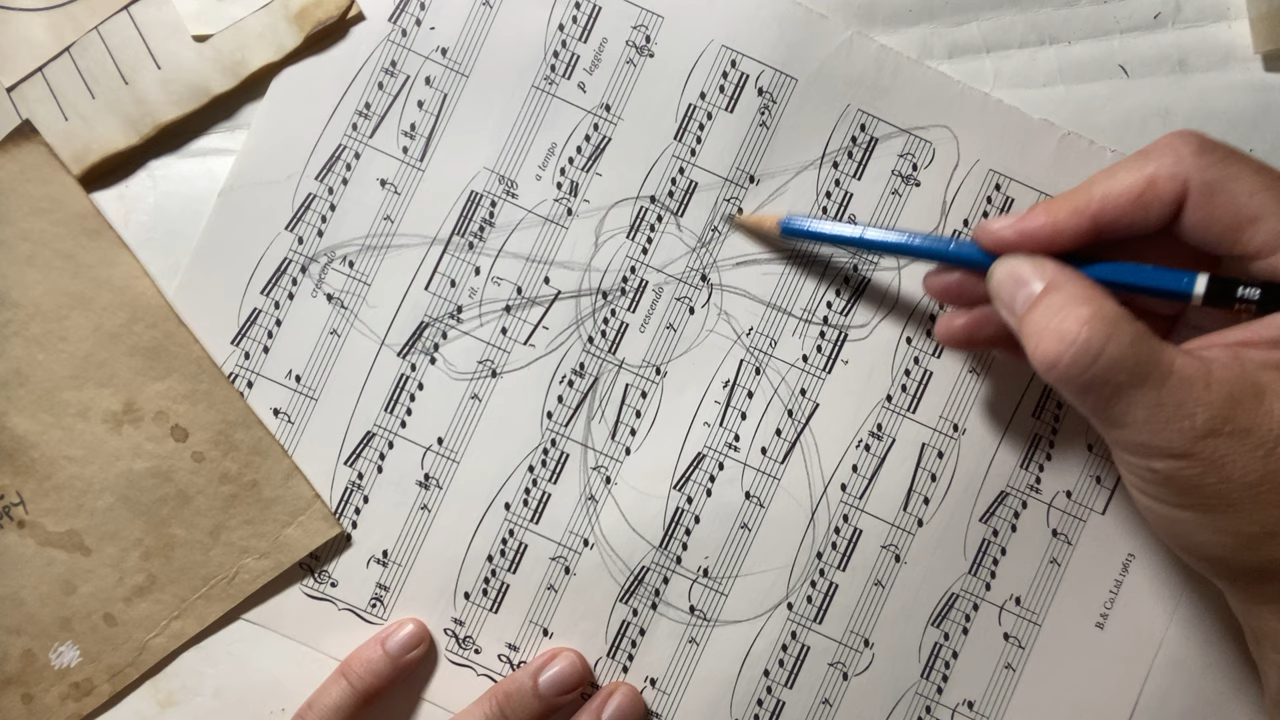 p leggiero
a tempo
crescendo
rit.
crescendo
p
B.& Co.Ltd.19613
HB